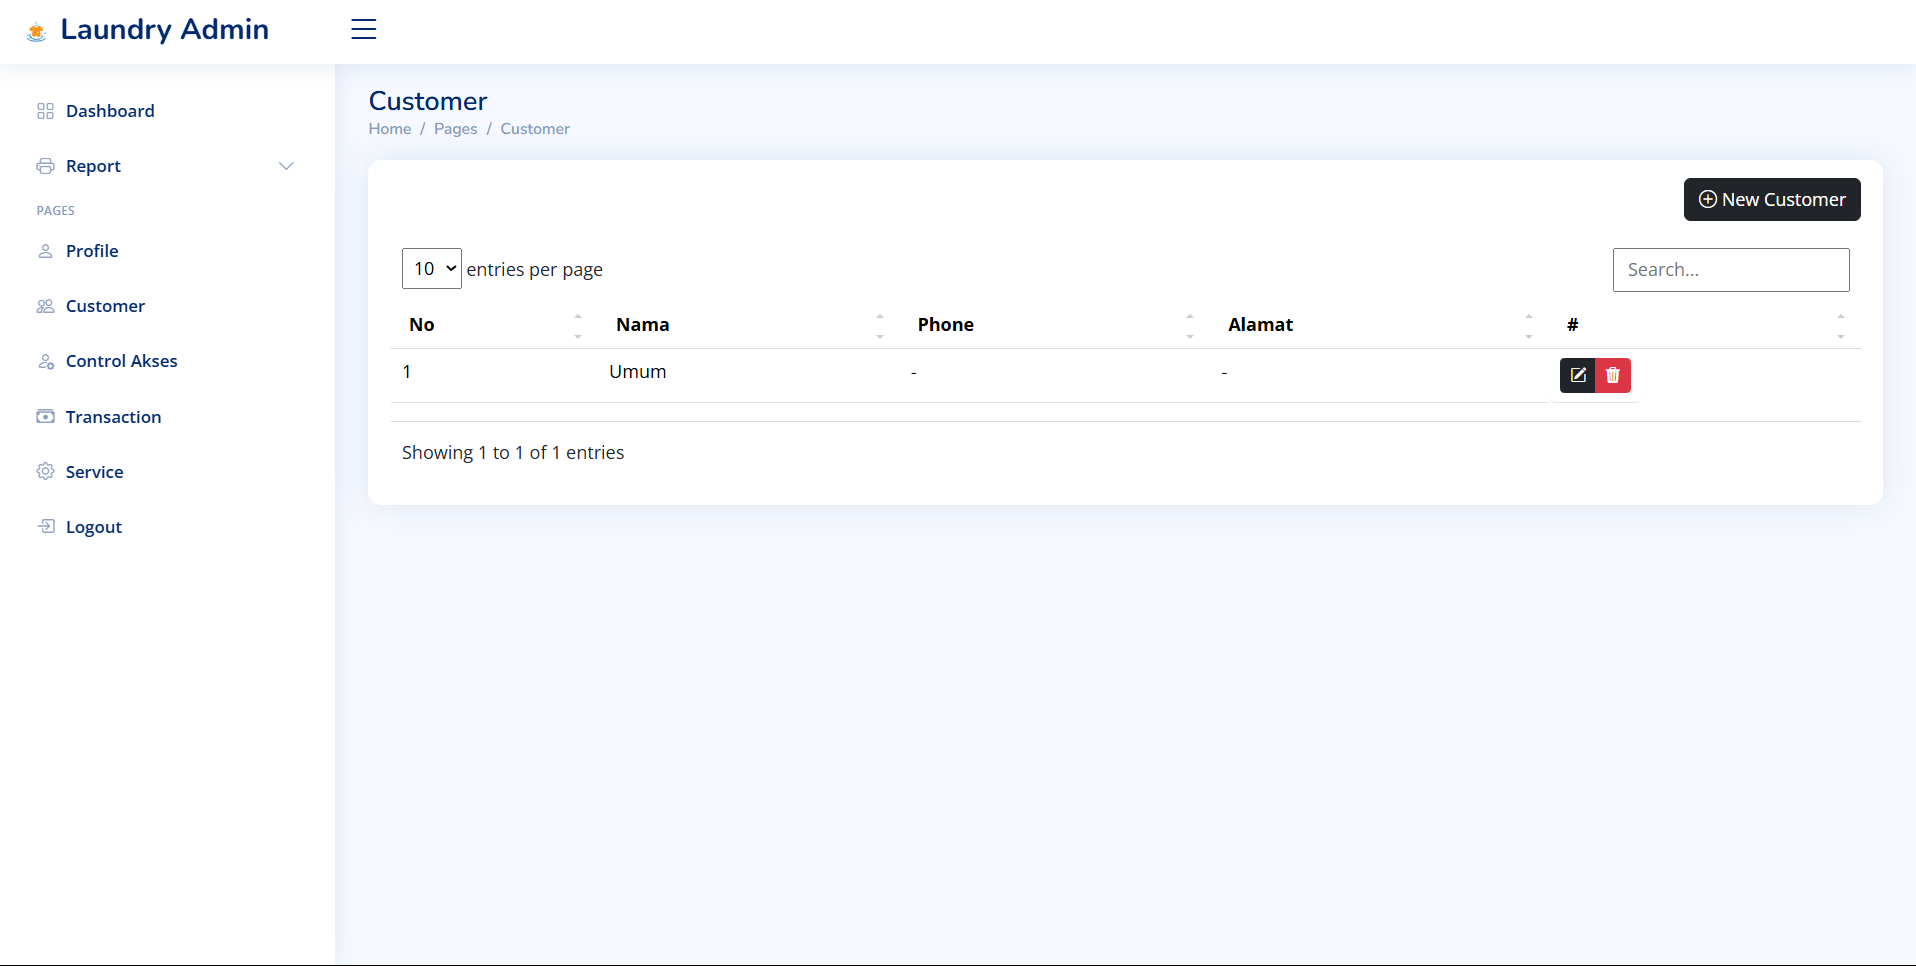 Laundry Admin
Dashboard
Report
PAGES
Profile
Customer
Control Akses
Transaction
Service
Logout
Customer
Home / Pages / Customer
New Customer
10 entries per page
Search...
No Nama Phone Alamat #
1 Umum - -
Showing 1 to 1 of 1 entries